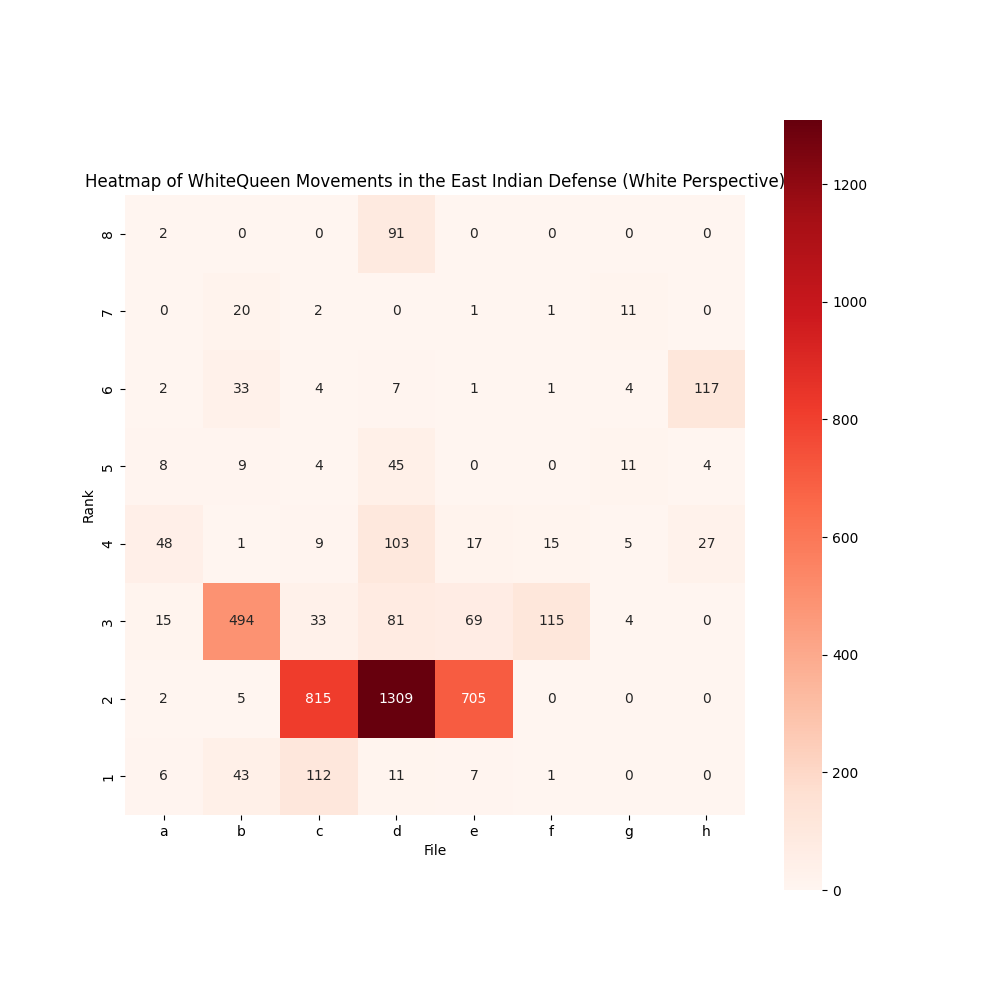 Heatmap of WhiteQueen Movements in the East Indian Defense (White Perspective)
8 2 0 0 91 0 0 0 0
7 0 20 2 0 1 1 11 0
6 2 33 4 7 1 1 4 117
5 8 9 4 45 0 0 11 4
Rank
4 48 1 9 103 17 15 5 27
3 15 494 33 81 69 115 4 0
2 2 5 815 1309 705 0 0 0
1 6 43 112 11 7 1 0 0
a b c d e f g h
File
1200
1000
800
600
400
200
0